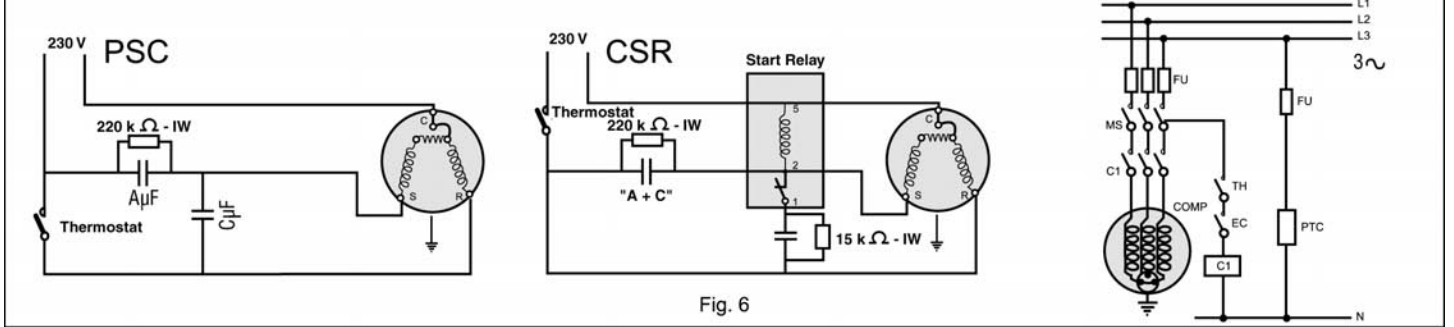 PSC
230 V
220 k Ω - IW
AµF
CµF
Thermostat
C
S
R
CSR
230 V
Start Relay
Thermostat
220 k Ω - IW
"A + C"
5
2
1
15 k Ω - IW
C
S
R
Fig. 6
L1
L2
L3
3~
FU
FU
MS
C1
TH
COMP
EC
PTC
C1
N